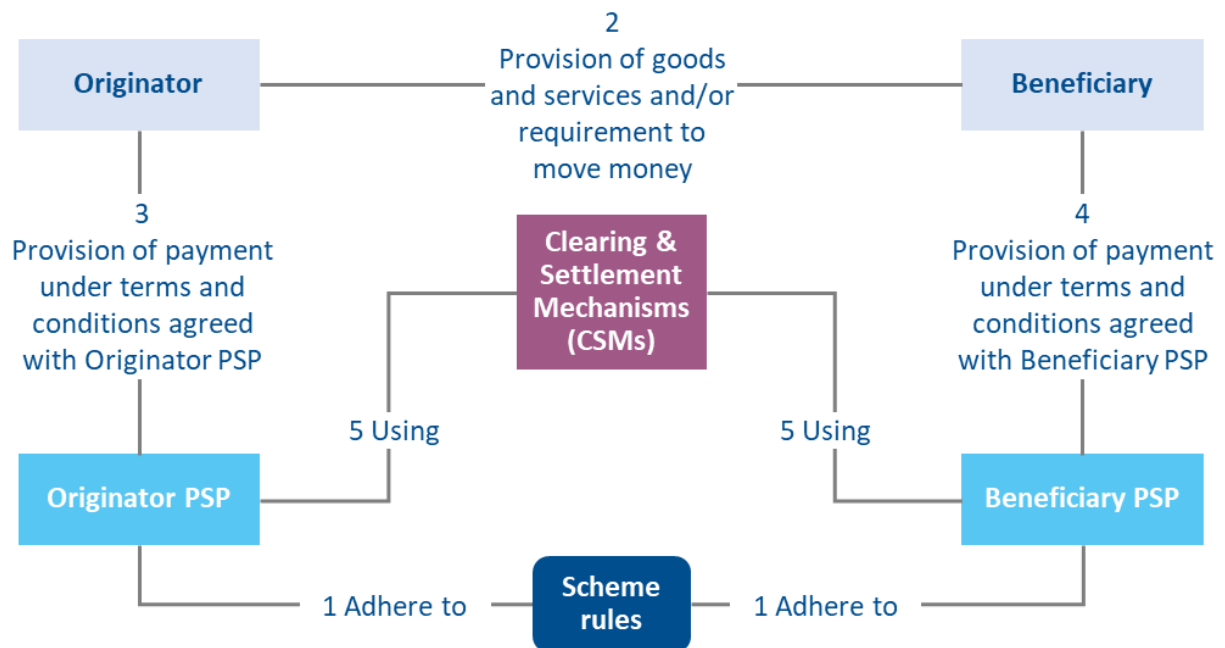 2
Provision of goods
and services and/or
requirement to
move money
Originator
Beneficiary
3
Provision of payment
under terms and
conditions agreed
with Originator PSP
Clearing &
Settlement
Mechanisms
(CSMs)
4
Provision of payment
under terms and
conditions agreed
with Beneficiary PSP
5 Using
5 Using
Originator PSP
Beneficiary PSP
1 Adhere to
Scheme
rules
1 Adhere to